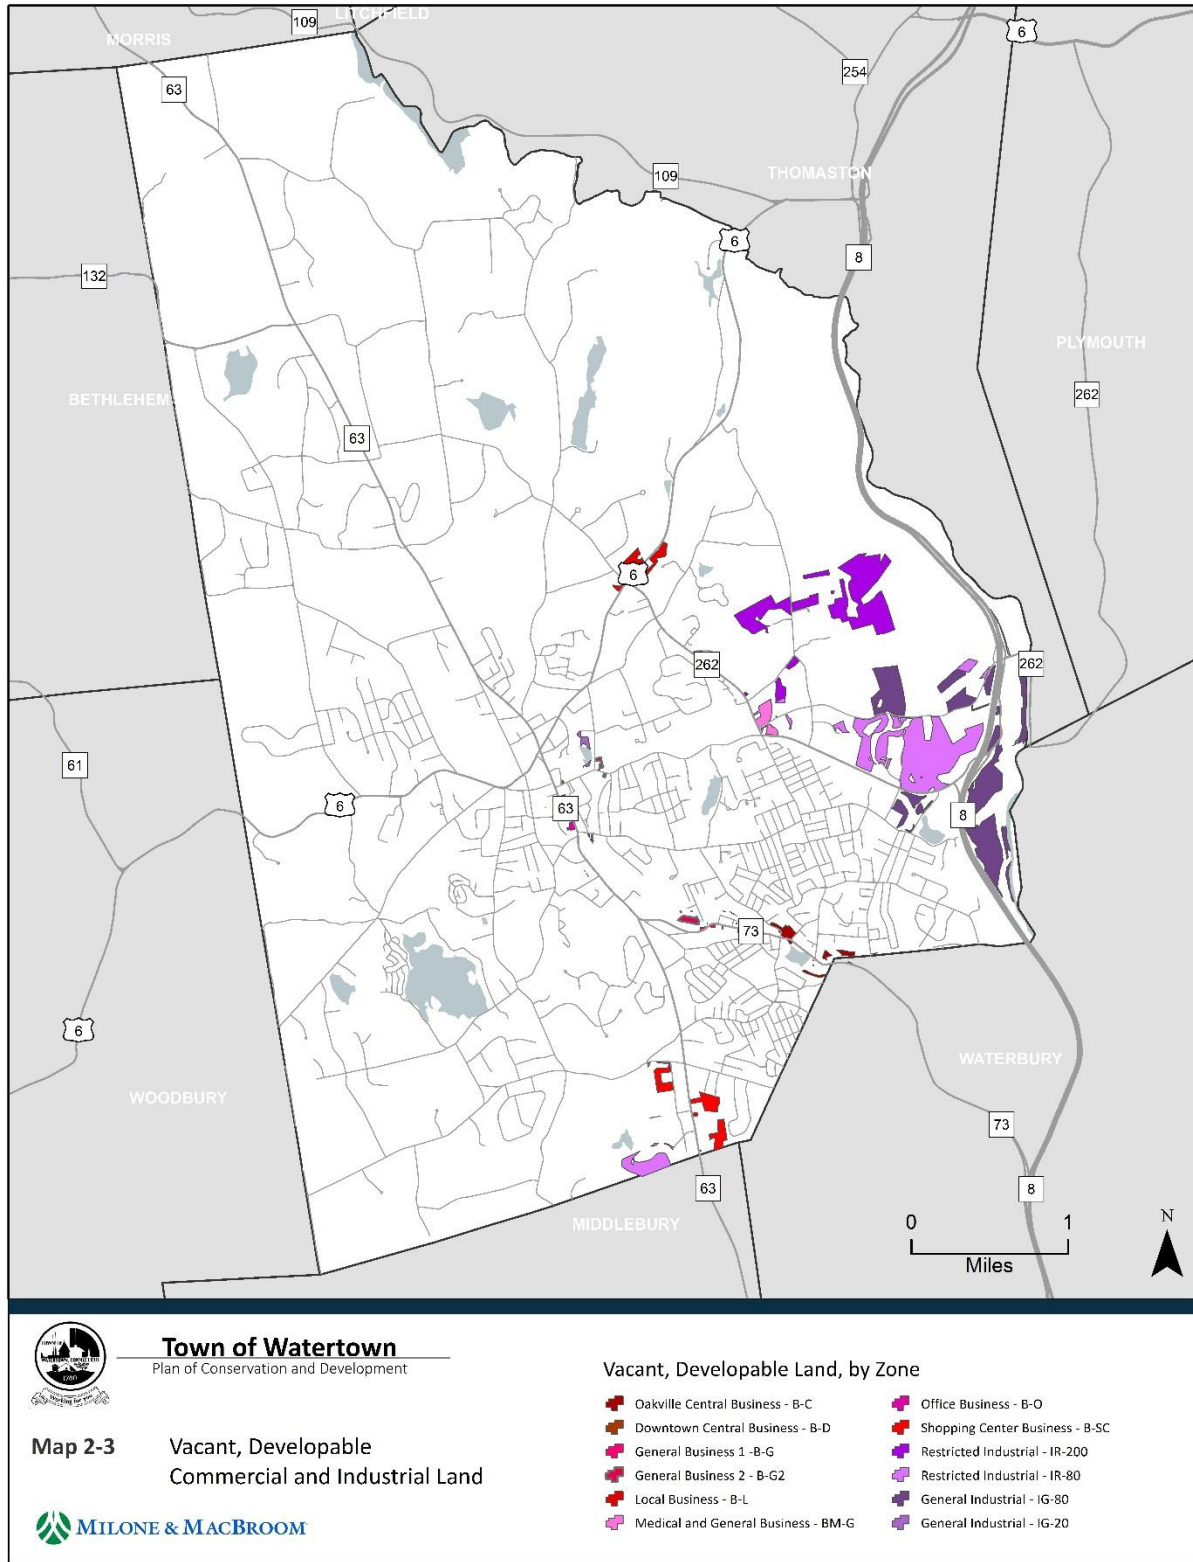 LITCHFIELD
109
MORRIS
6
254
63
THOMASTON
109
6
8
132
PLYMOUTH
262
BETHLEHEM
63
6
262
262
61
6
63
8
73
6
WATERBURY
WOODBURY
73
63
8
MIDDLEBURY
0 1
Miles
N
Town of Watertown
Plan of Conservation and Development
1780
Working for you
Map 2-3 Vacant, Developable
Commercial and Industrial Land
MILONE & MACBROOM
Vacant, Developable Land, by Zone
Oakville Central Business - B-C
Downtown Central Business - B-D
General Business 1 -B-G
General Business 2 - B-G2
Local Business - B-L
Medical and General Business - BM-G
Office Business - B-O
Shopping Center Business - B-SC
Restricted Industrial - IR-200
Restricted Industrial - IR-80
General Industrial - IG-80
General Industrial - IG-20